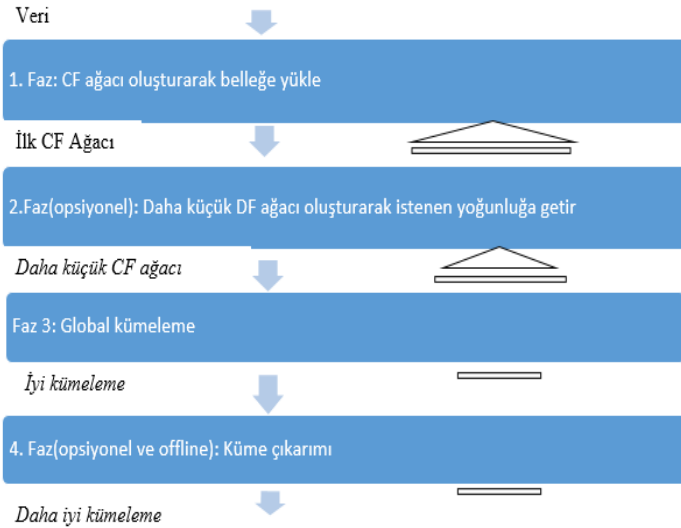 Veri
1. Faz: CF ağacı oluşturarak belleğe yükle
İlk CF Ağacı
2.Faz(opsiyonel): Daha küçük DF ağacı oluşturarak istenen yoğunluğa getir
Daha küçük CF ağacı
Faz 3: Global kümeleme
İyi kümeleme
4. Faz(opsiyonel ve offline): Küme çıkarımı
Daha iyi kümeleme